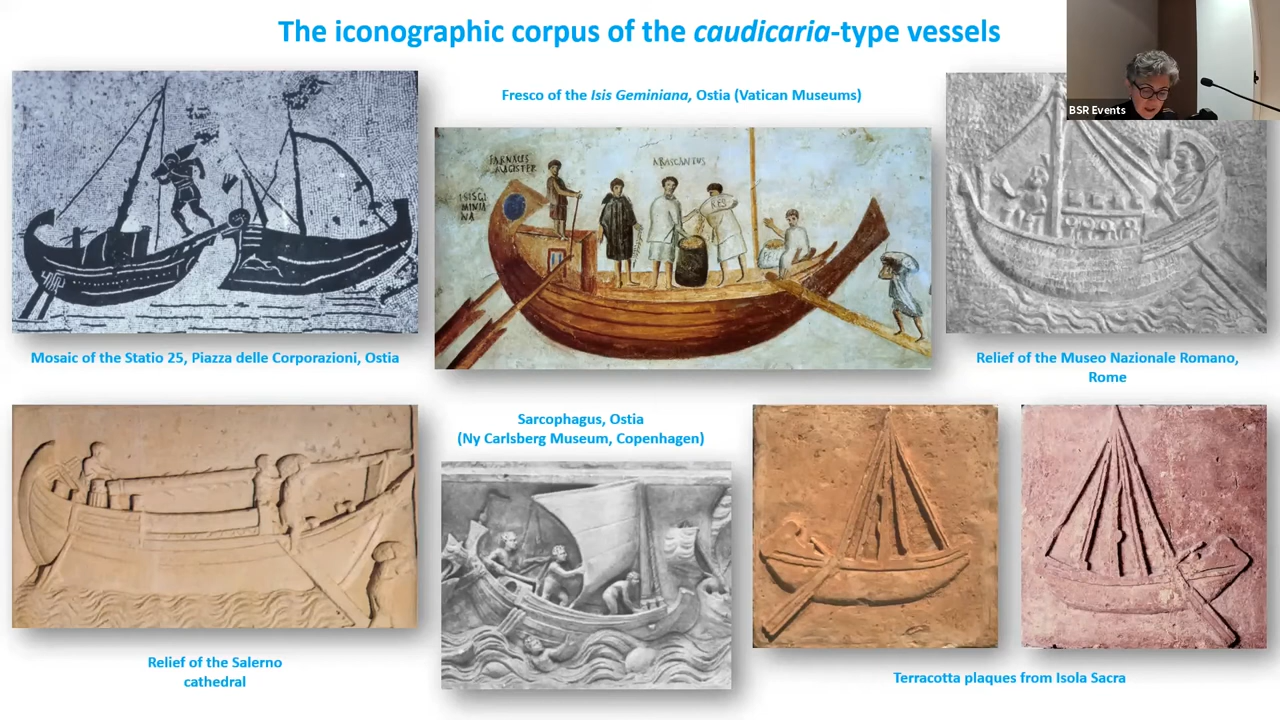 The iconographic corpus of the caudicaria-type vessels
BSR Events
Fresco of the Isis Geminiana, Ostia (Vatican Museums)
FARNACES
MAGISTER
ABASCANTUS
ISIS GI
MINIA
NA
RES
Mosaic of the Statio 25, Piazza delle Corporazioni, Ostia
Relief of the Museo Nazionale Romano,
Rome
Sarcophagus, Ostia
(Ny Carlsberg Museum, Copenhagen)
Relief of the Salerno
cathedral
Terracotta plaques from Isola Sacra